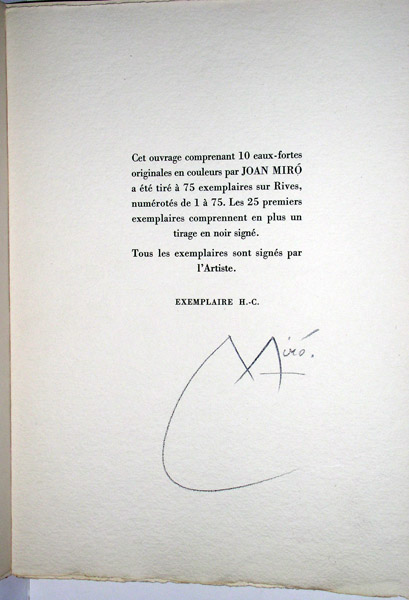 Cet ouvrage comprenant 10 eaux-fortes
originales en couleurs par JOAN MIRÓ
a été tiré à 75 exemplaires sur Rives,
numérotés de 1 à 75. Les 25 premiers
exemplaires comprennent en plus un
tirage en noir signé.
Tous les exemplaires sont signés par
l'Artiste.
EXEMPLAIRE H.-C.
Miró.